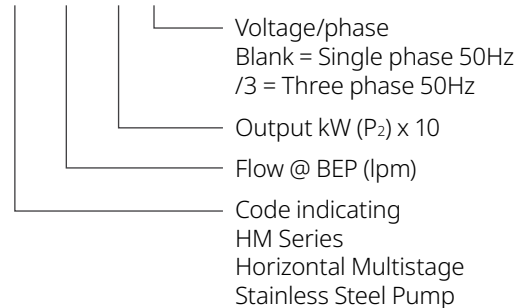 Voltage/phase
Blank = Single phase 50Hz
/3 = Three phase 50Hz
Output kW (P₂) x 10
Flow @ BEP (lpm)
Code indicating
HM Series
Horizontal Multistage
Stainless Steel Pump